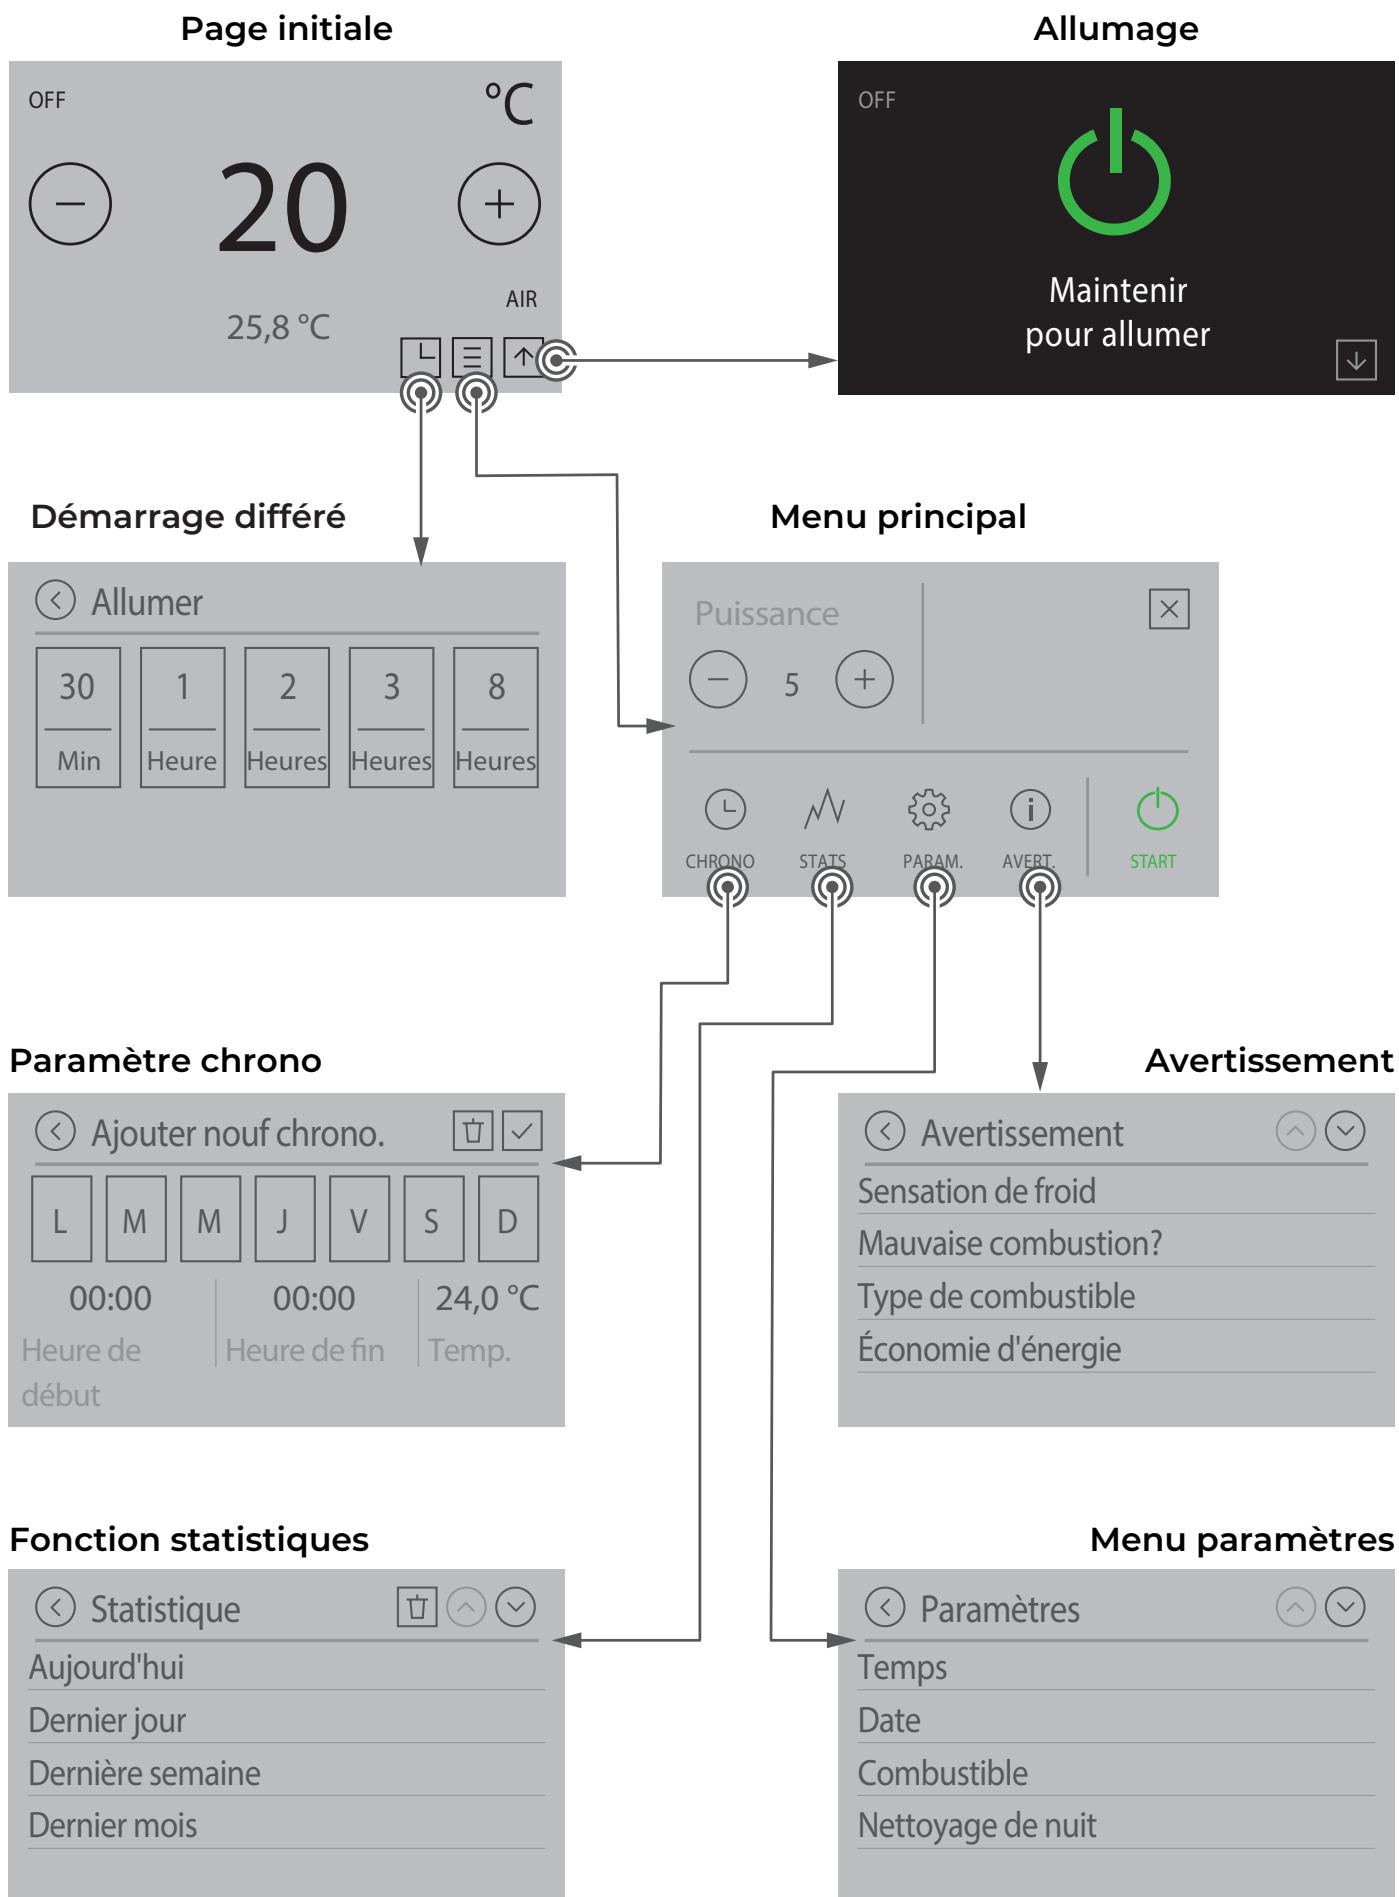 Page initiale
OFF
°C
20
AIR
25,8 °C
Allumage
OFF
Maintenir
pour allumer
Démarrage différé
Allumer
30 1 2 3 8
Min Heure Heures Heures Heures
Menu principal
Puissance
5
CHRONO STATS PARAM. AVERT. START
Paramètre chrono
Ajouter nouf chrono.
L M M J V S D
00:00 00:00 24,0 °C
Heure de Heure de fin Temp.
début
Avertissement
Avertissement
Sensation de froid
Mauvaise combustion?
Type de combustible
Économie d'énergie
Fonction statistiques
Statistique
Aujourd'hui
Dernier jour
Dernière semaine
Dernier mois
Menu paramètres
Paramètres
Temps
Date
Combustible
Nettoyage de nuit